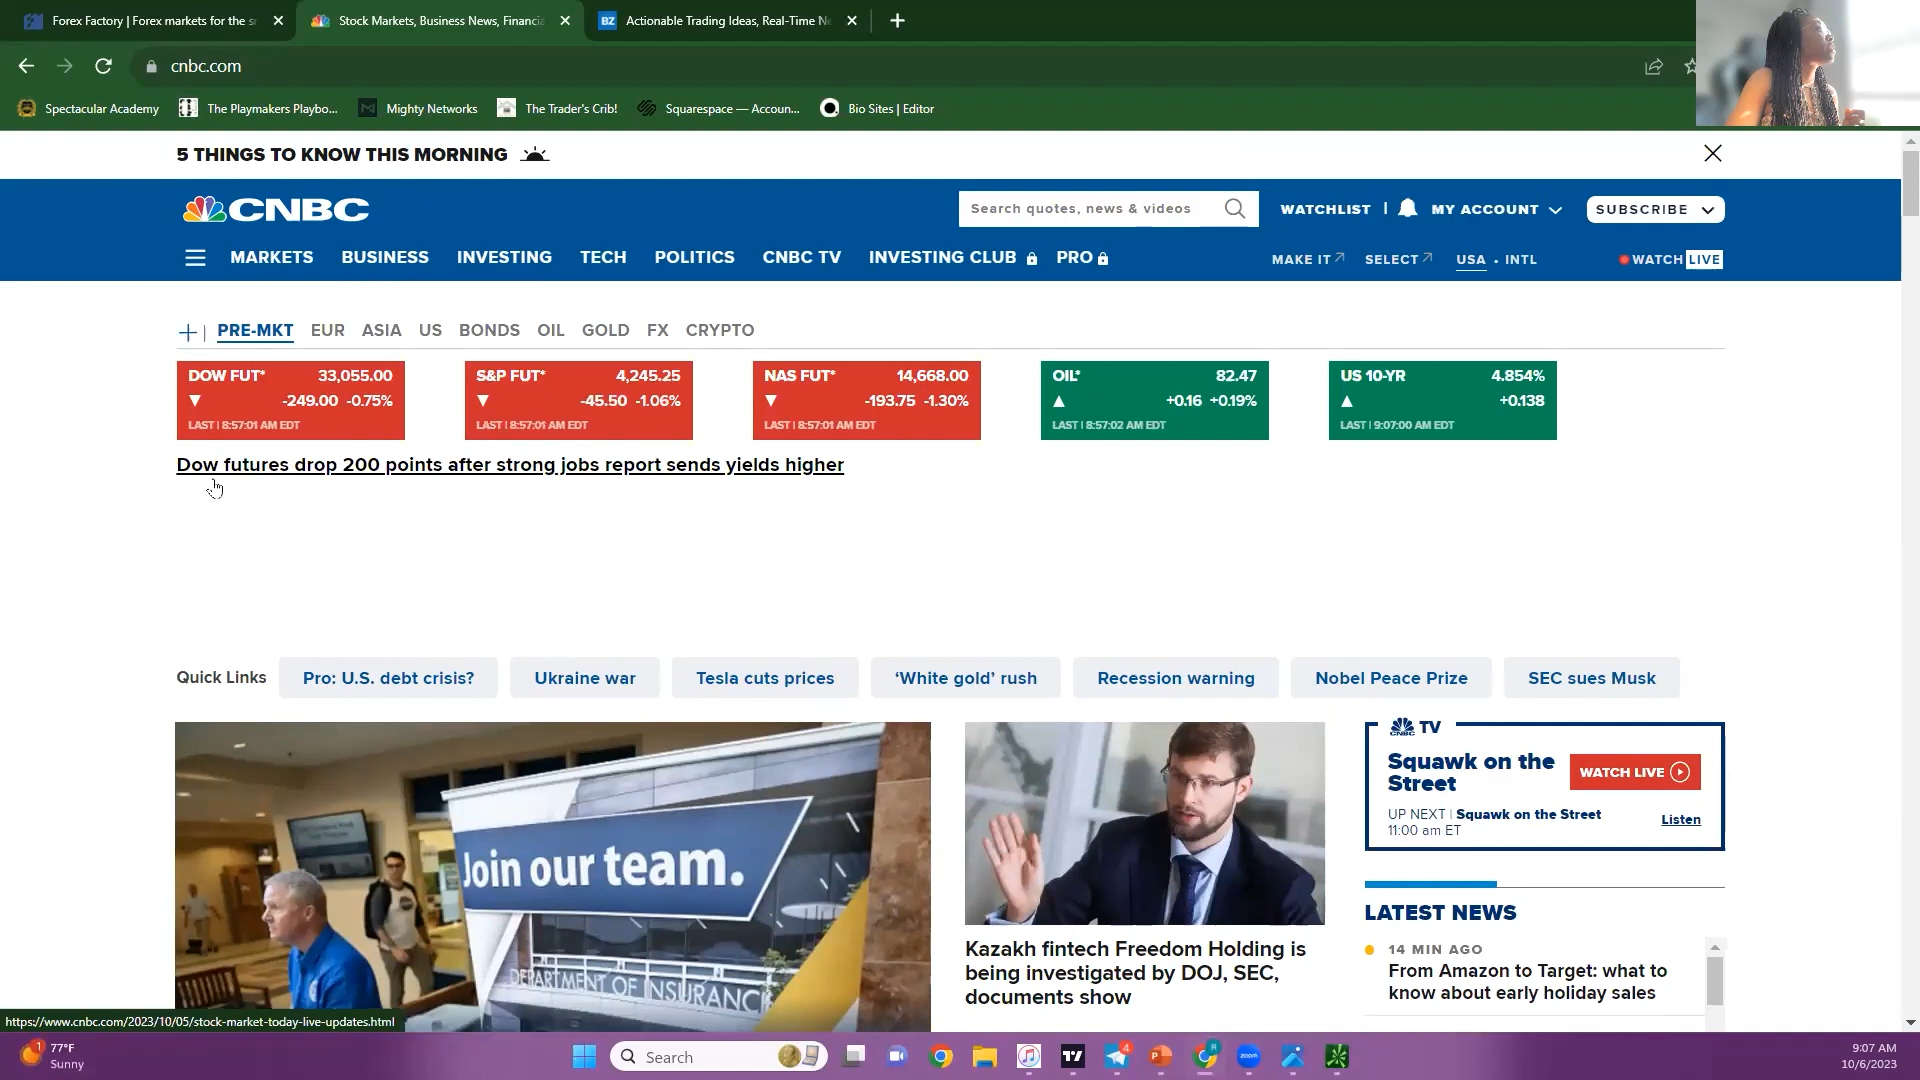 Forex Factory | Forex markets for the s
Stock Markets, Business News, Financia
BZ
Actionable Trading Ideas, Real-Time Ne
cnbc.com
Spectacular Academy
The Playmakers Playbo...
Mighty Networks
The Trader's Crib!
Squarespace — Accoun...
Bio Sites | Editor
5 THINGS TO KNOW THIS MORNING
CNBC
Search quotes, news & videos
WATCHLIST |
MY ACCOUNT
SUBSCRIBE
MARKETS BUSINESS INVESTING TECH POLITICS CNBC TV INVESTING CLUB PRO
MAKE IT SELECT USA • INTL
WATCH LIVE
PRE-MKT EUR ASIA US BONDS OIL GOLD FX CRYPTO
DOW FUT* 33,055.00
-249.00 -0.75%
LAST | 8:57:01 AM EDT
S&P FUT* 4,245.25
-45.50 -1.06%
LAST | 8:57:01 AM EDT
NAS FUT* 14,668.00
-193.75 -1.30%
LAST | 8:57:01 AM EDT
OIL* 82.47
+0.16 +0.19%
LAST | 8:57:02 AM EDT
US 10-YR 4.854%
+0.138
LAST | 9:07:00 AM EDT
Dow futures drop 200 points after strong jobs report sends yields higher
Quick Links
Pro: U.S. debt crisis?
Ukraine war
Tesla cuts prices
‘White gold’ rush
Recession warning
Nobel Peace Prize
SEC sues Musk
Join our team.
DEPARTMENT OF INSURANC
Kazakh fintech Freedom Holding is
being investigated by DOJ, SEC,
documents show
CNBC TV
Squawk on the
Street
WATCH LIVE
UP NEXT | Squawk on the Street
11:00 am ET
Listen
LATEST NEWS
14 MIN AGO
From Amazon to Target: what to
know about early holiday sales
https://www.cnbc.com/2023/10/05/stock-market-today-live-updates.html
1
77°F
Sunny
Search
4
zoom
9:07 AM
10/6/2023